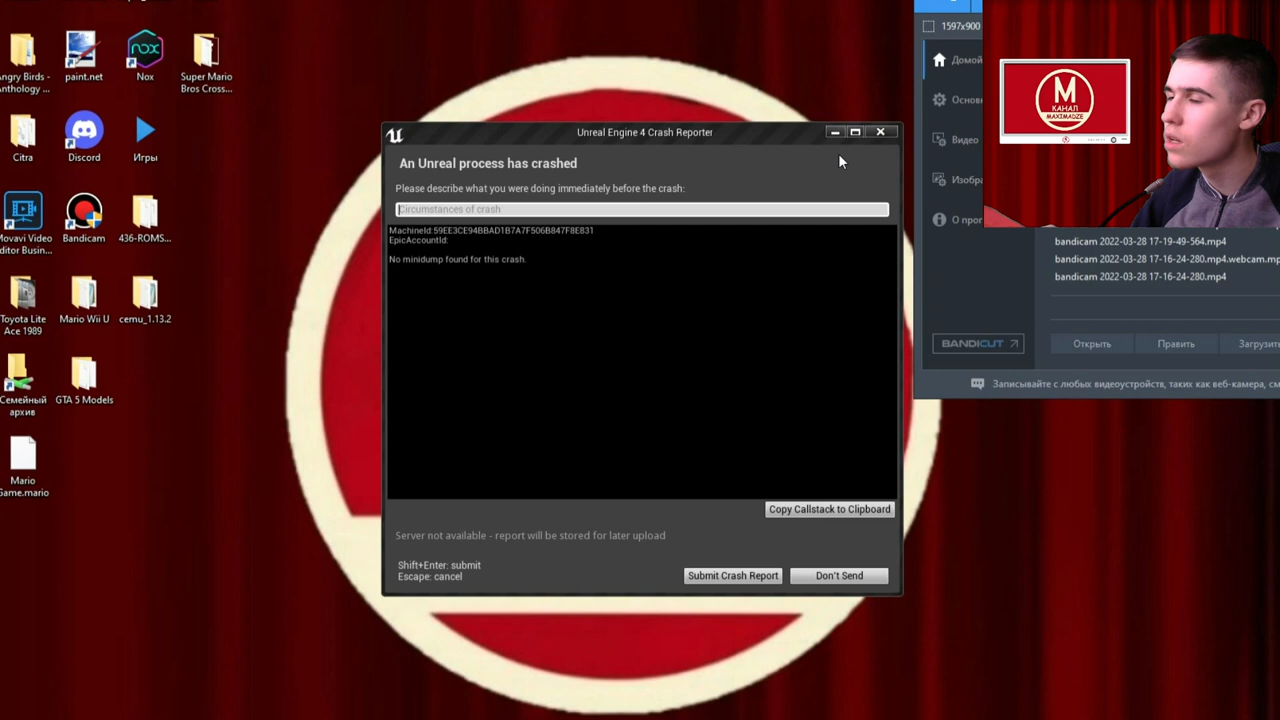 Angry Birds -
Anthology ...
paint.net
Nox
Super Mario
Bros Cross...
Citra
Discord
Игры
Movavi Video
Editor Busin...
Bandicam
436-ROMS...
Toyota Lite
Ace 1989
Mario Wii U
cemu_1.13.2
Семейный
архив
GTA 5 Models
Mario
Game.mario
Unreal Engine 4 Crash Reporter
An Unreal process has crashed
Please describe what you were doing immediately before the crash:
Circumstances of crash
MachineId:59EE3CE94BBAD1B7A7F506B847F8E831
EpicAccountId:
No minidump found for this crash.
Copy Callstack to Clipboard
Server not available - report will be stored for later upload
Shift+Enter: submit
Escape: cancel
Submit Crash Report
Don't Send
1597x900
Домой
Основ
Видео
Изобра
О прог
М
КАНАЛ
MAXIMADZE
bandicam 2022-03-28 17-19-49-564.mp4
bandicam 2022-03-28 17-16-24-280.mp4.webcam.mp
bandicam 2022-03-28 17-16-24-280.mp4
BANDICUT
Открыть
Править
Загрузить
Записывайте с любых видеоустройств, таких как веб-камера, см